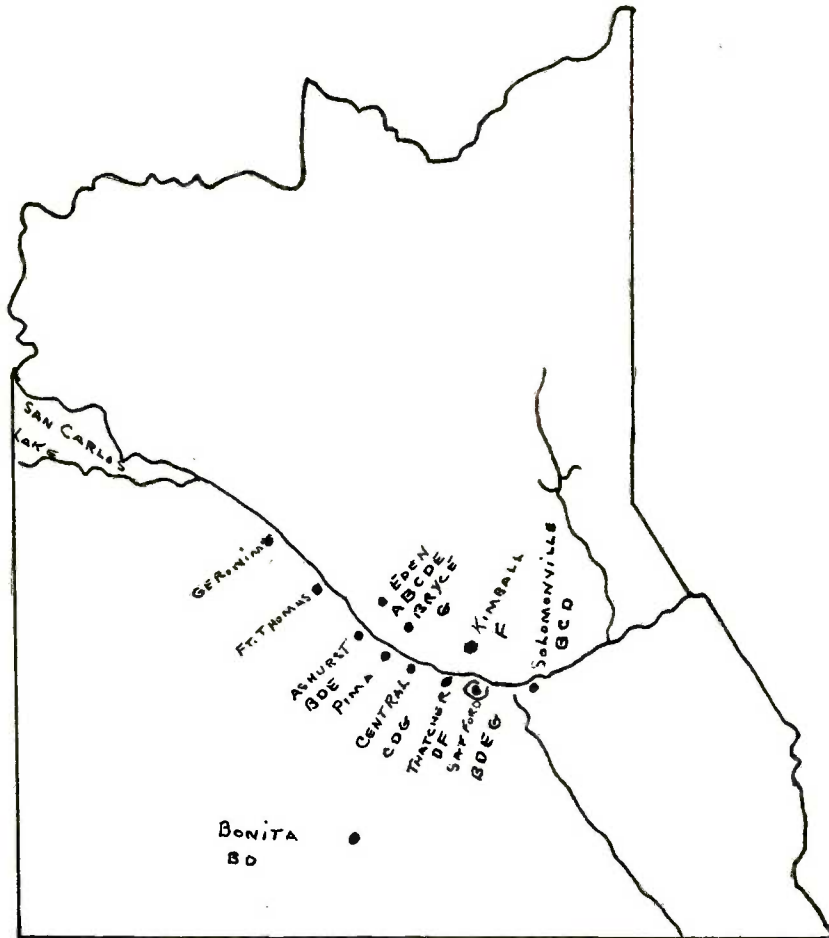 SAN CARLOS
LAKE
GERONIMO
FT. THOMUS
ASHURST
BDE
PIMA
EDEN
ABCDE
BRYCE
G
CENTRAL
CDG
THATCHER
DF
SAFFORD
BDEG
KIMBALL
F
SOLOMONVILLE
BCD
BONITA
BD